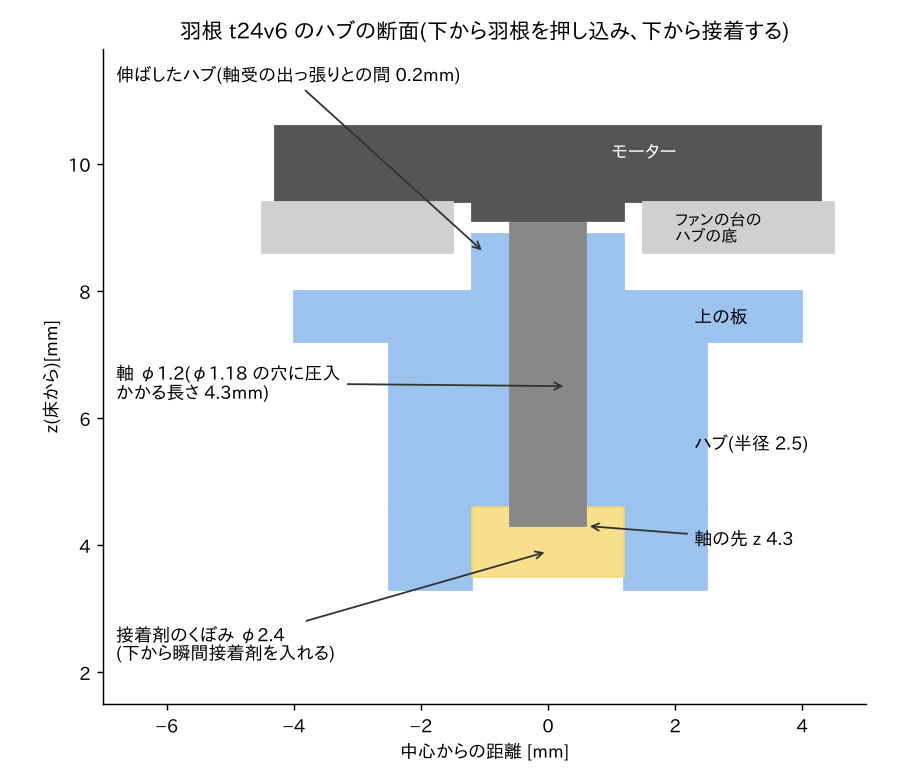 羽根 t24v6 のハブの断面(下から羽根を押し込み、下から接着する)
伸ばしたハブ(軸受の出っ張りとの間 0.2mm)
モーター
ファンの台の
ハブの底
上の板
軸 φ1.2(φ1.18 の穴に圧入
かかる長さ 4.3mm)
ハブ(半径 2.5)
軸の先 z 4.3
接着剤のくぼみ φ2.4
(下から瞬間接着剤を入れる)
z(床から)[mm]
10
8
6
4
2
−6
−4
−2
0
2
4
中心からの距離 [mm]